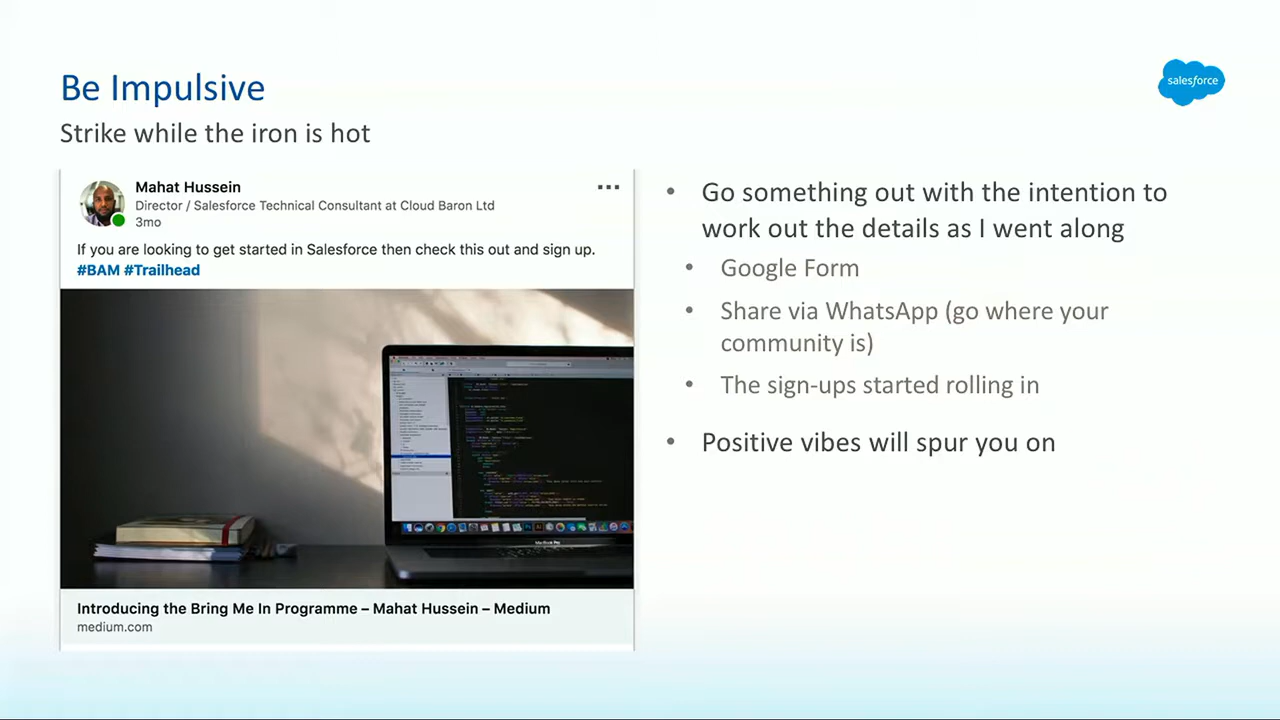 Be Impulsive
Strike while the iron is hot
salesforce
Mahat Hussein
Director / Salesforce Technical Consultant at Cloud Baron Ltd
3mo
If you are looking to get started in Salesforce then check this out and sign up.
#BAM #Trailhead
MacBook Pro
Introducing the Bring Me In Programme – Mahat Hussein – Medium
medium.com
• Go something out with the intention to
work out the details as I went along
• Google Form
• Share via WhatsApp (go where your
community is)
• The sign-ups started rolling in
• Positive vibes will spur you on